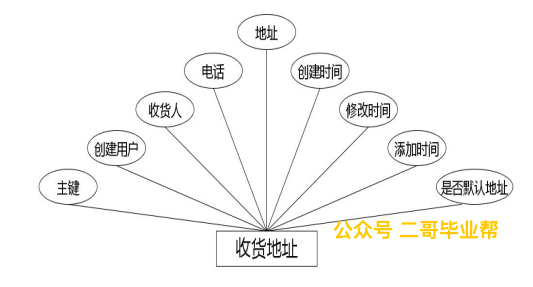 地址
电话
创建时间
收货人
修改时间
创建用户
添加时间
主键
是否默认地址
公众号 二哥毕业帮
收货地址